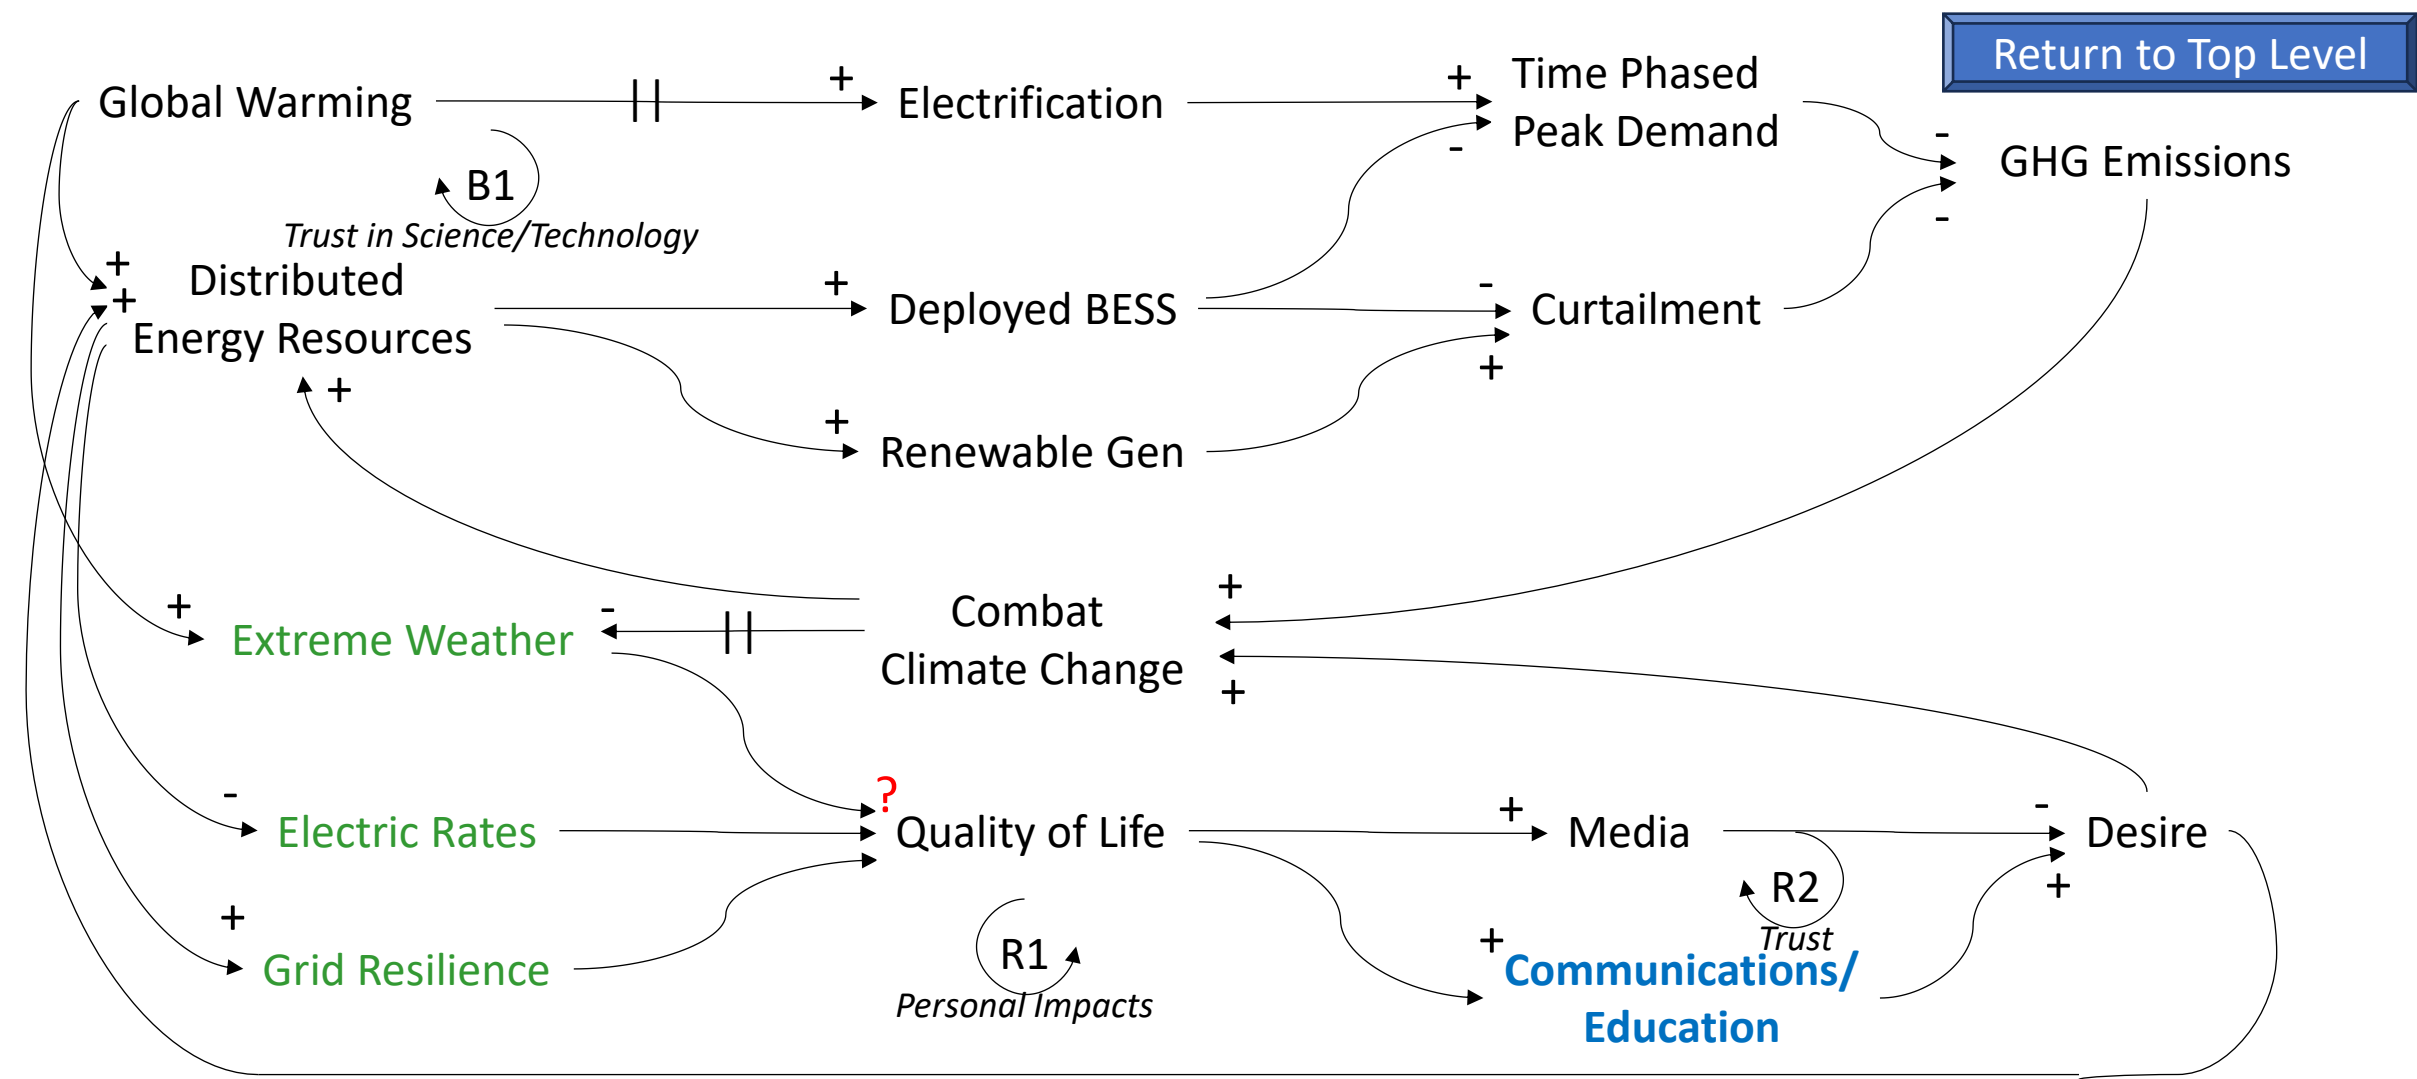 Return to Top Level
Global Warming
+
Electrification
+
Time Phased
Peak Demand
-
-
GHG Emissions
-
B1
Trust in Science/Technology
+
+
Distributed
Energy Resources
+
+
Deployed BESS
-
Curtailment
+
+
Renewable Gen
+
Extreme Weather
-
Combat
Climate Change
+
+
-
Electric Rates
?
Quality of Life
+
Media
-
Desire
+
R2
Trust
+
Grid Resilience
R1
Personal Impacts
+
Communications/
Education